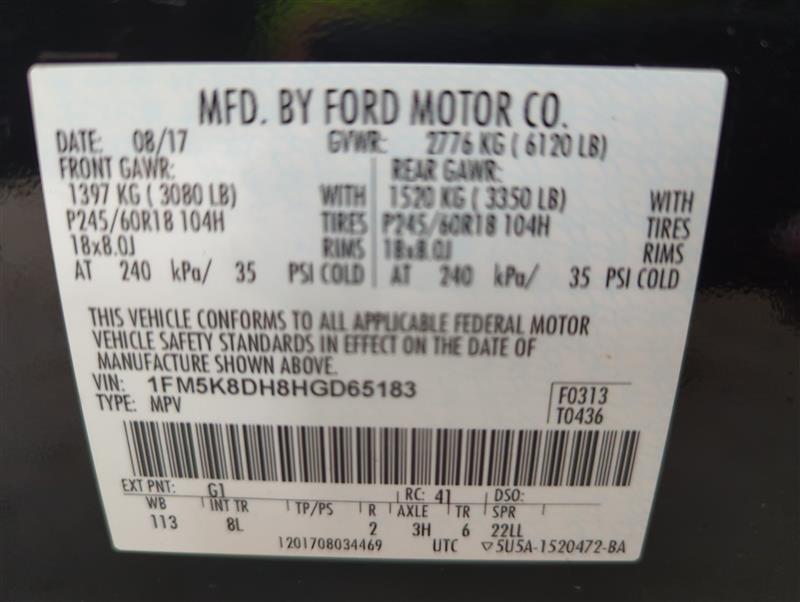 MFD. BY FORD MOTOR CO.
DATE: 08/17 GVWR: 2776 KG ( 6120 LB)
FRONT GAWR: REAR GAWR:
1397 KG ( 3080 LB) WITH 1520 KG ( 3350 LB) WITH
P245/60R18 104H TIRES P245/60R18 104H TIRES
18x8.0J RIMS 18x8.0J RIMS
AT 240 kPa/ 35 PSI COLD AT 240 kPa/ 35 PSI COLD
THIS VEHICLE CONFORMS TO ALL APPLICABLE FEDERAL MOTOR
VEHICLE SAFETY STANDARDS IN EFFECT ON THE DATE OF
MANUFACTURE SHOWN ABOVE.
VIN: 1FM5K8DH8HGD65183
TYPE: MPV
F0313
T0436
EXT PNT: G1 RC: 41 DSO:
WB INT TR TP/PS R AXLE TR SPR
113 8L 2 3H 6 22LL
1201708034469 UTC ▽5U5A-1520472-BA